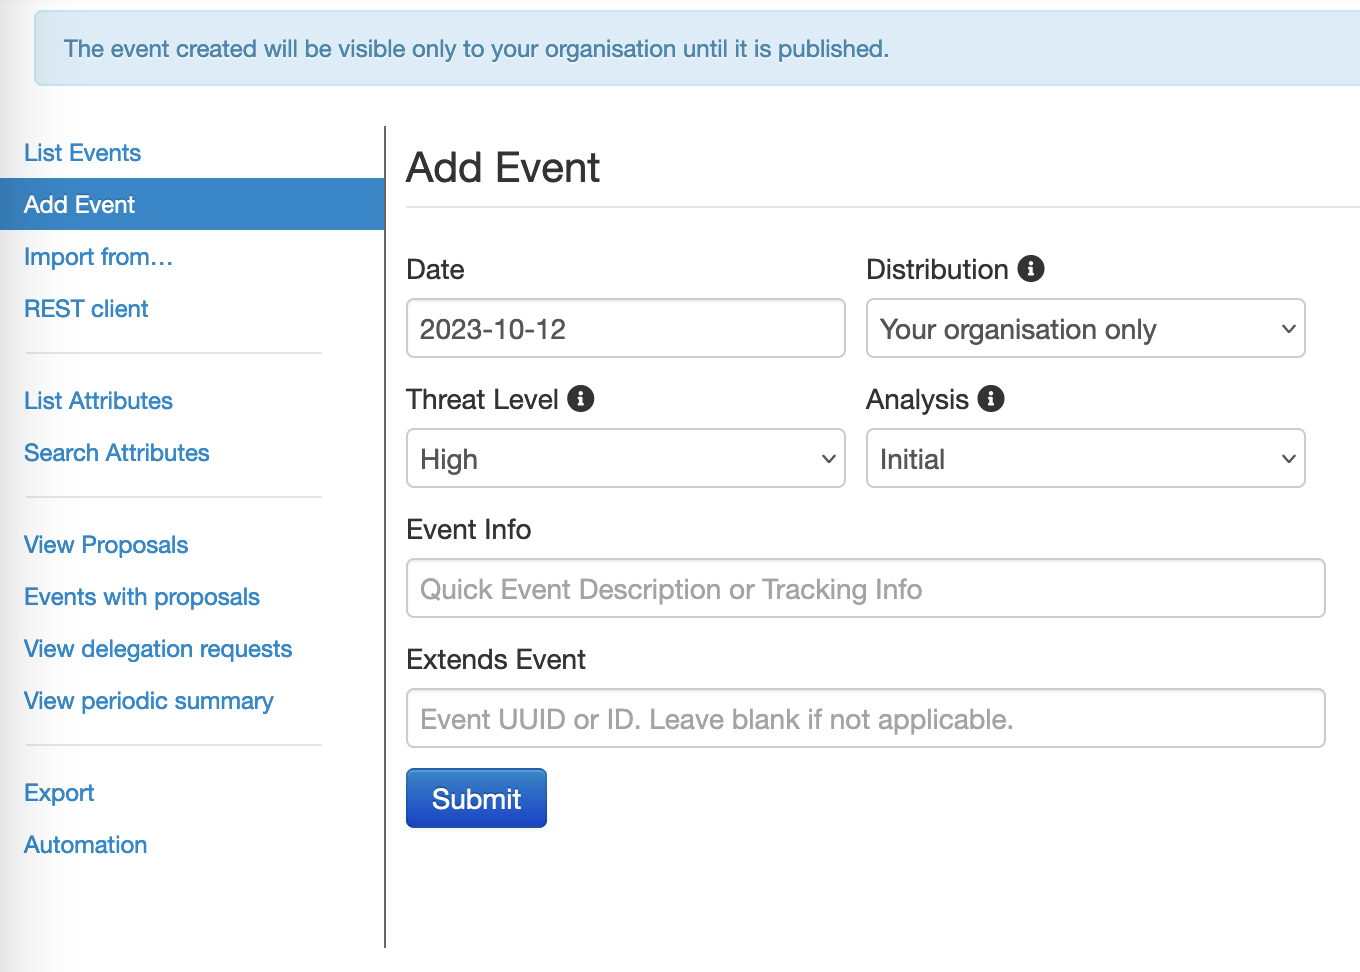 The event created will be visible only to your organisation until it is published.
List Events
Add Event
Import from...
REST client
List Attributes
Search Attributes
View Proposals
Events with proposals
View delegation requests
View periodic summary
Export
Automation
Add Event
Date
Distribution
2023-10-12
Your organisation only
Threat Level
Analysis
High
Initial
Event Info
Quick Event Description or Tracking Info
Extends Event
Event UUID or ID. Leave blank if not applicable.
Submit